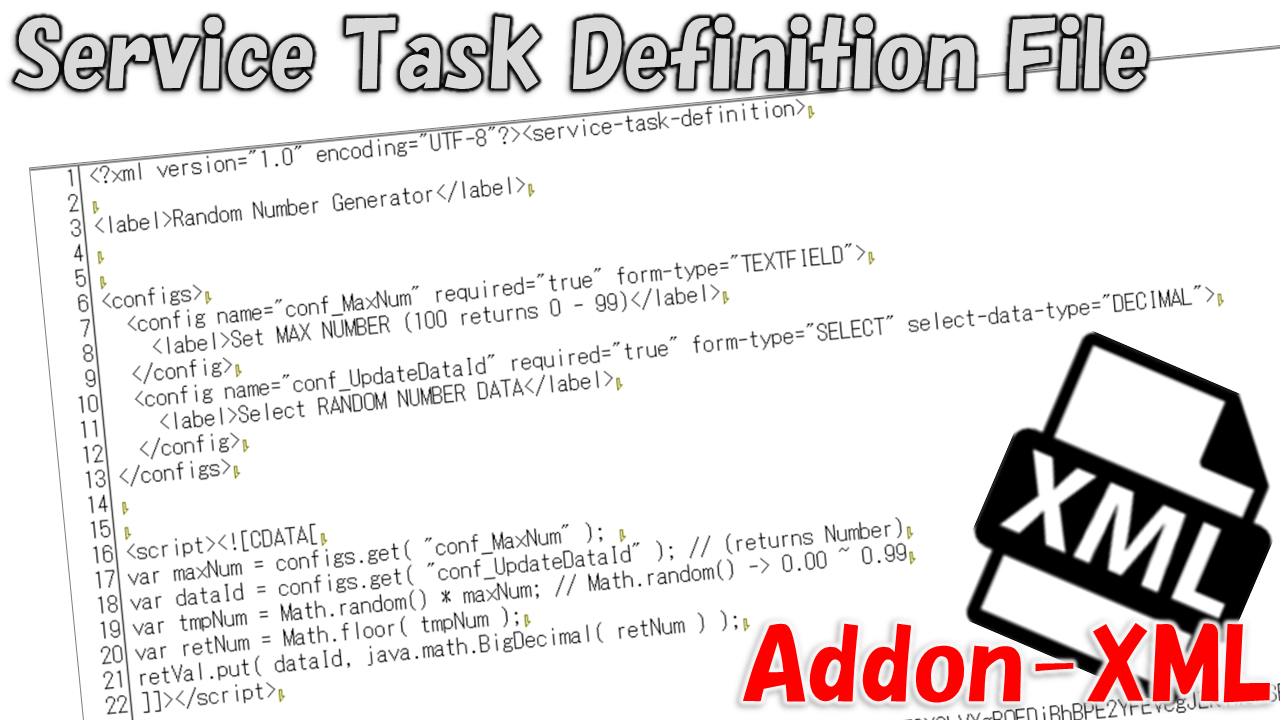 Service Task Definition File
1 <?xml version="1.0" encoding="UTF-8"?><service-task-definition>
2
3 <label>Random Number Generator</label>
4
5
6 <configs>
7 <config name="conf_MaxNum" required="true" form-type="TEXTFIELD">
8 <label>Set MAX NUMBER (100 returns 0 - 99)</label>
9 </config>
10 <config name="conf_UpdateDataId" required="true" form-type="SELECT" select-data-type="DECIMAL">
11 <label>Select RANDOM NUMBER DATA</label>
12 </config>
13 </configs>
14
15
16 <script><![CDATA[
17 var maxNum = configs.get( "conf_MaxNum" );
18 var dataId = configs.get( "conf_UpdateDataId" ); // (returns Number)
19 var tmpNum = Math.random() * maxNum; // Math.random() -> 0.00 ~ 0.99
20 var retNum = Math.floor( tmpNum );
21 retVal.put( dataId, java.math.BigDecimal( retNum ) );
22 ]]></script>
XML
Addon-XML